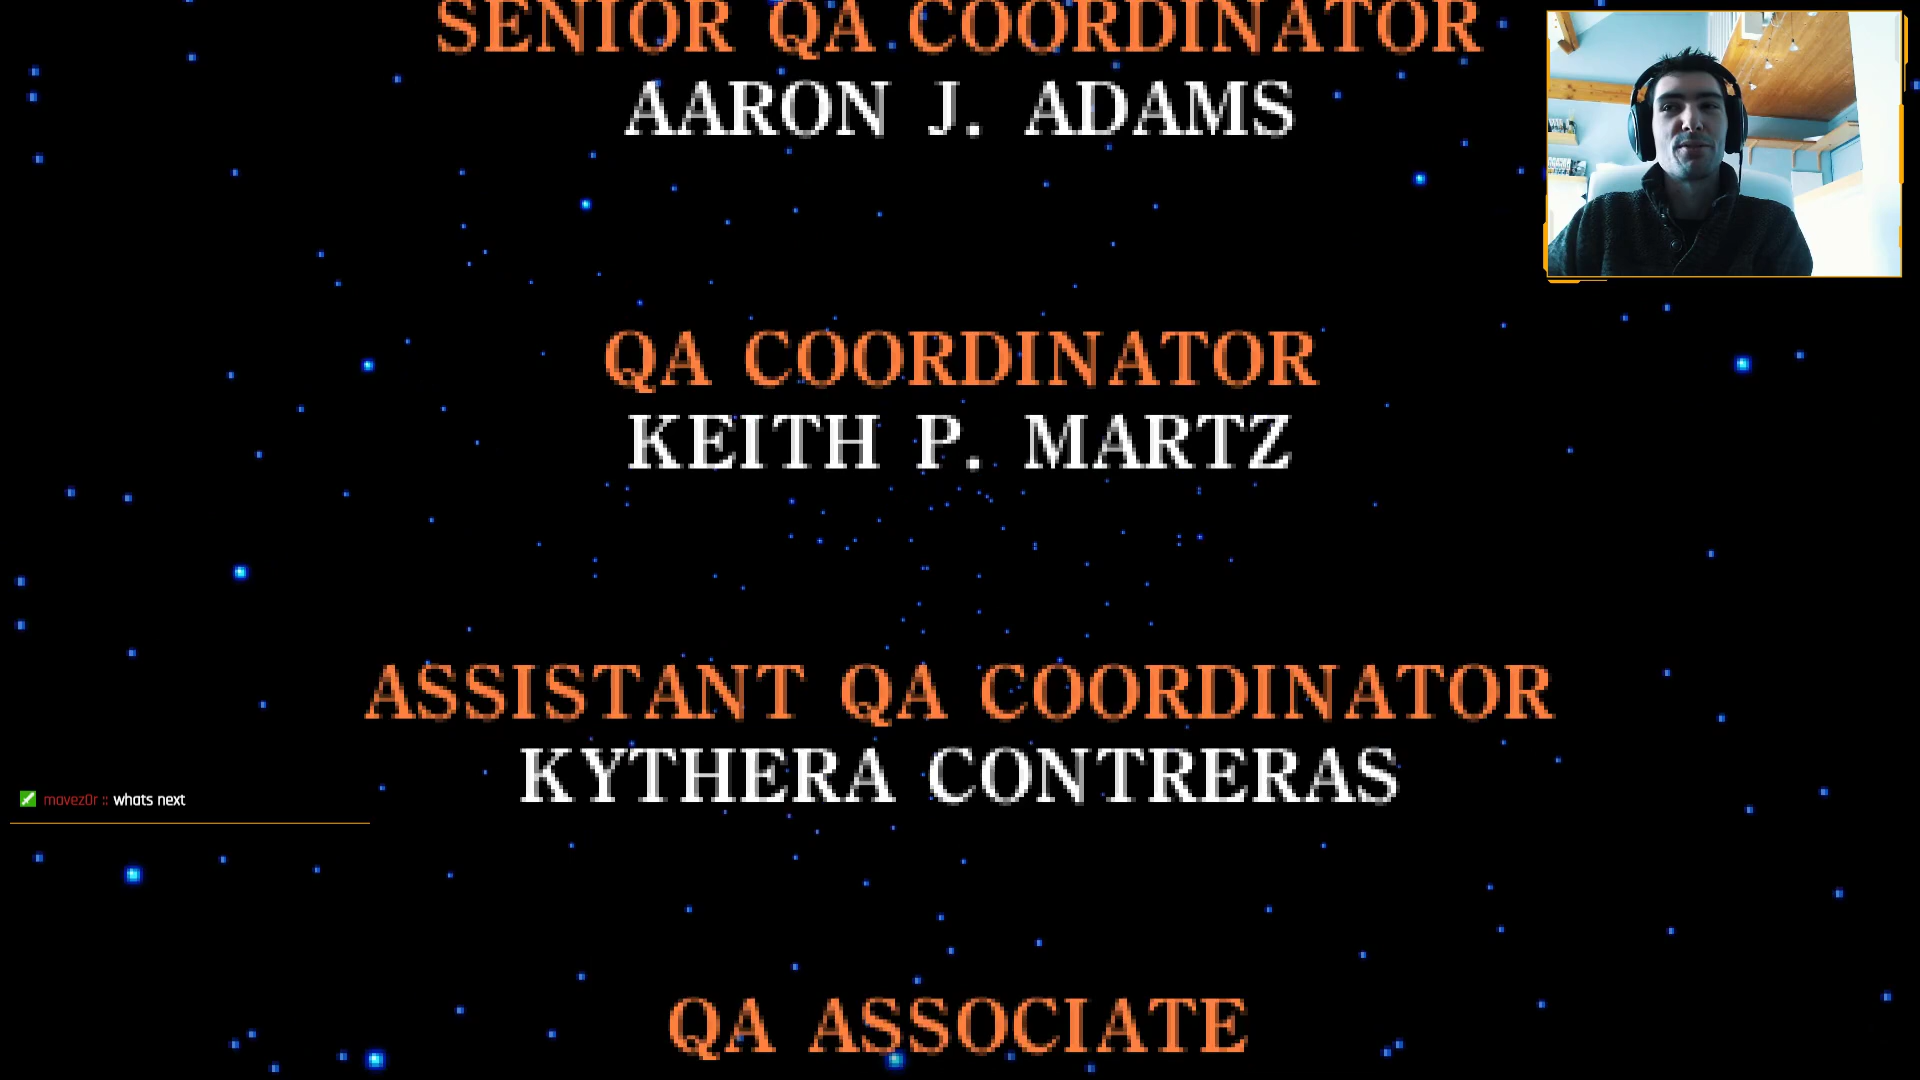 SENIOR QA COORDINATOR
AARON J. ADAMS
QA COORDINATOR
KEITH P. MARTZ
ASSISTANT QA COORDINATOR
KYTHERA CONTRERAS
movez0r :: whats next
QA ASSOCIATE